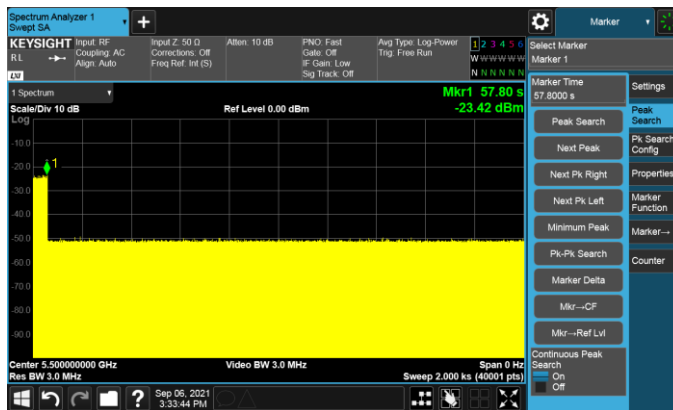 Spectrum Analyzer 1
Swept SA
+
Marker
KEYSIGHT
RL
LXI
Input: RF
Coupling: AC
Align: Auto
Input Z: 50 Ω
Corrections: Off
Freq Ref: Int (S)
Atten: 10 dB
PNO: Fast
Gate: Off
IF Gain: Low
Sig Track: Off
Avg Type: Log-Power
Trig: Free Run
1 2 3 4 5 6
W W W W W W
N N N N N N
Select Marker
Marker 1
1 Spectrum
Scale/Div 10 dB
Ref Level 0.00 dBm
Mkr1 57.80 s
-23.42 dBm
Log
-10.0
-20.0
-30.0
-40.0
-50.0
-60.0
-70.0
-80.0
-90.0
1
Center 5.500000000 GHz
Res BW 3.0 MHz
Video BW 3.0 MHz
Span 0 Hz
Sweep 2.000 ks (40001 pts)
Marker Time
57.8000 s
Peak Search
Next Peak
Next Pk Right
Next Pk Left
Minimum Peak
Pk-Pk Search
Marker Delta
Mkr→CF
Mkr→Ref Lvl
Continuous Peak
Search
On
Off
Settings
Peak
Search
Pk Search
Config
Properties
Marker
Function
Marker→
Counter
?
Sep 06, 2021
3:33:44 PM